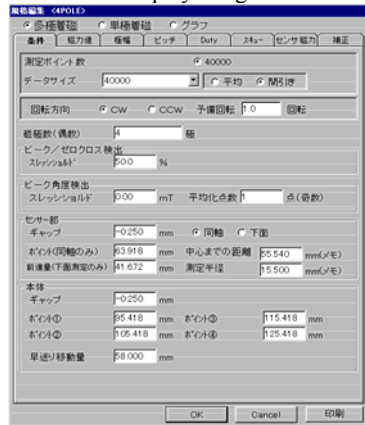 規格編集 <4POLE>
多極着磁 単極着磁 グラフ
条件 磁力値 極幅 ピッチ Duty スキュー センサ磁力 補正
測定ポイント数 40000
データサイズ 40000 平均 間引き
回転方向 CW CCW 予備回転 1.0 回転
磁極数(偶数) 4 極
ピーク/ゼロクロス検出
スレッショルド 50.0 %
ピーク角度検出
スレッショルド 0.00 mT 平均化点数 1 点(奇数)
センサー部
ギャップ -0.250 mm 同軸 下面
ポイント(同軸のみ) 63.918 mm 中心までの距離 55.540 mm(メモ)
前進量(下面測定のみ) 41.672 mm 測定半径 15.500 mm(メモ)
本体
ギャップ -0.250 mm
ポイント① 95.418 mm ポイント③ 115.418 mm
ポイント② 105.418 mm ポイント④ 125.418 mm
早送り移動量 58.000 mm
OK Cancel 印刷